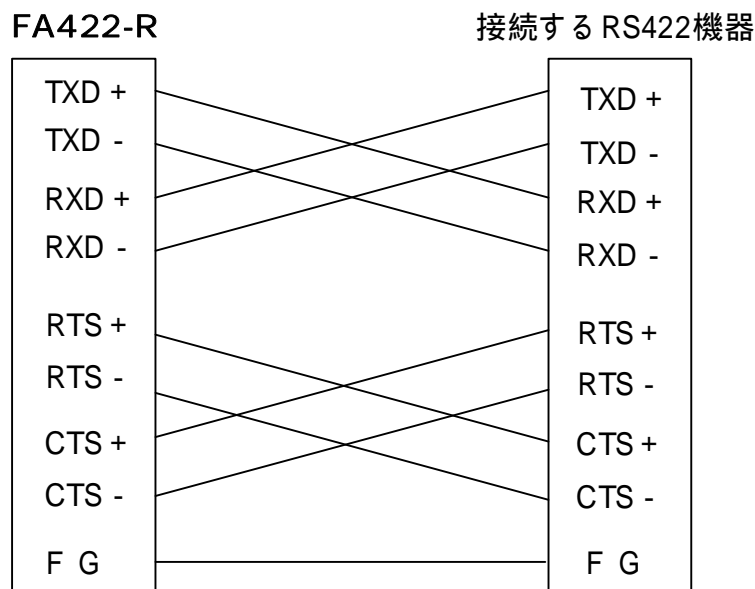 FA422-R
接続する RS422機器
TXD +
TXD -
RXD +
RXD -
RTS +
RTS -
CTS +
CTS -
F G
TXD +
TXD -
RXD +
RXD -
RTS +
RTS -
CTS +
CTS -
F G